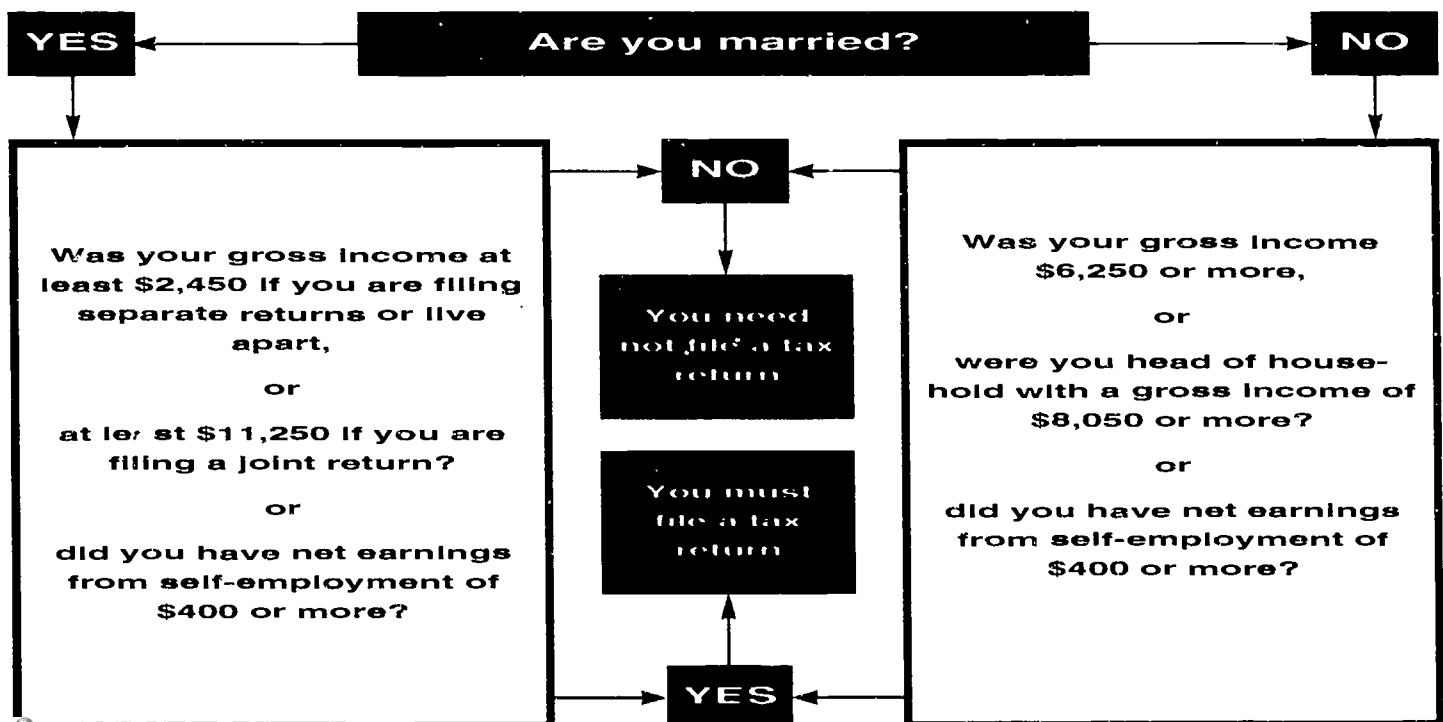 YES
Are you married?
NO
Was your gross income at
least $2,450 if you are filing
separate returns or live
apart,
or
at least $11,250 if you are
filing a joint return?
or
did you have net earnings
from self-employment of
$400 or more?
NO
You need
not file a tax
return
You must
file a tax
return
YES
Was your gross income
$6,250 or more,
or
were you head of house-
hold with a gross income of
$8,050 or more?
or
did you have net earnings
from self-employment of
$400 or more?